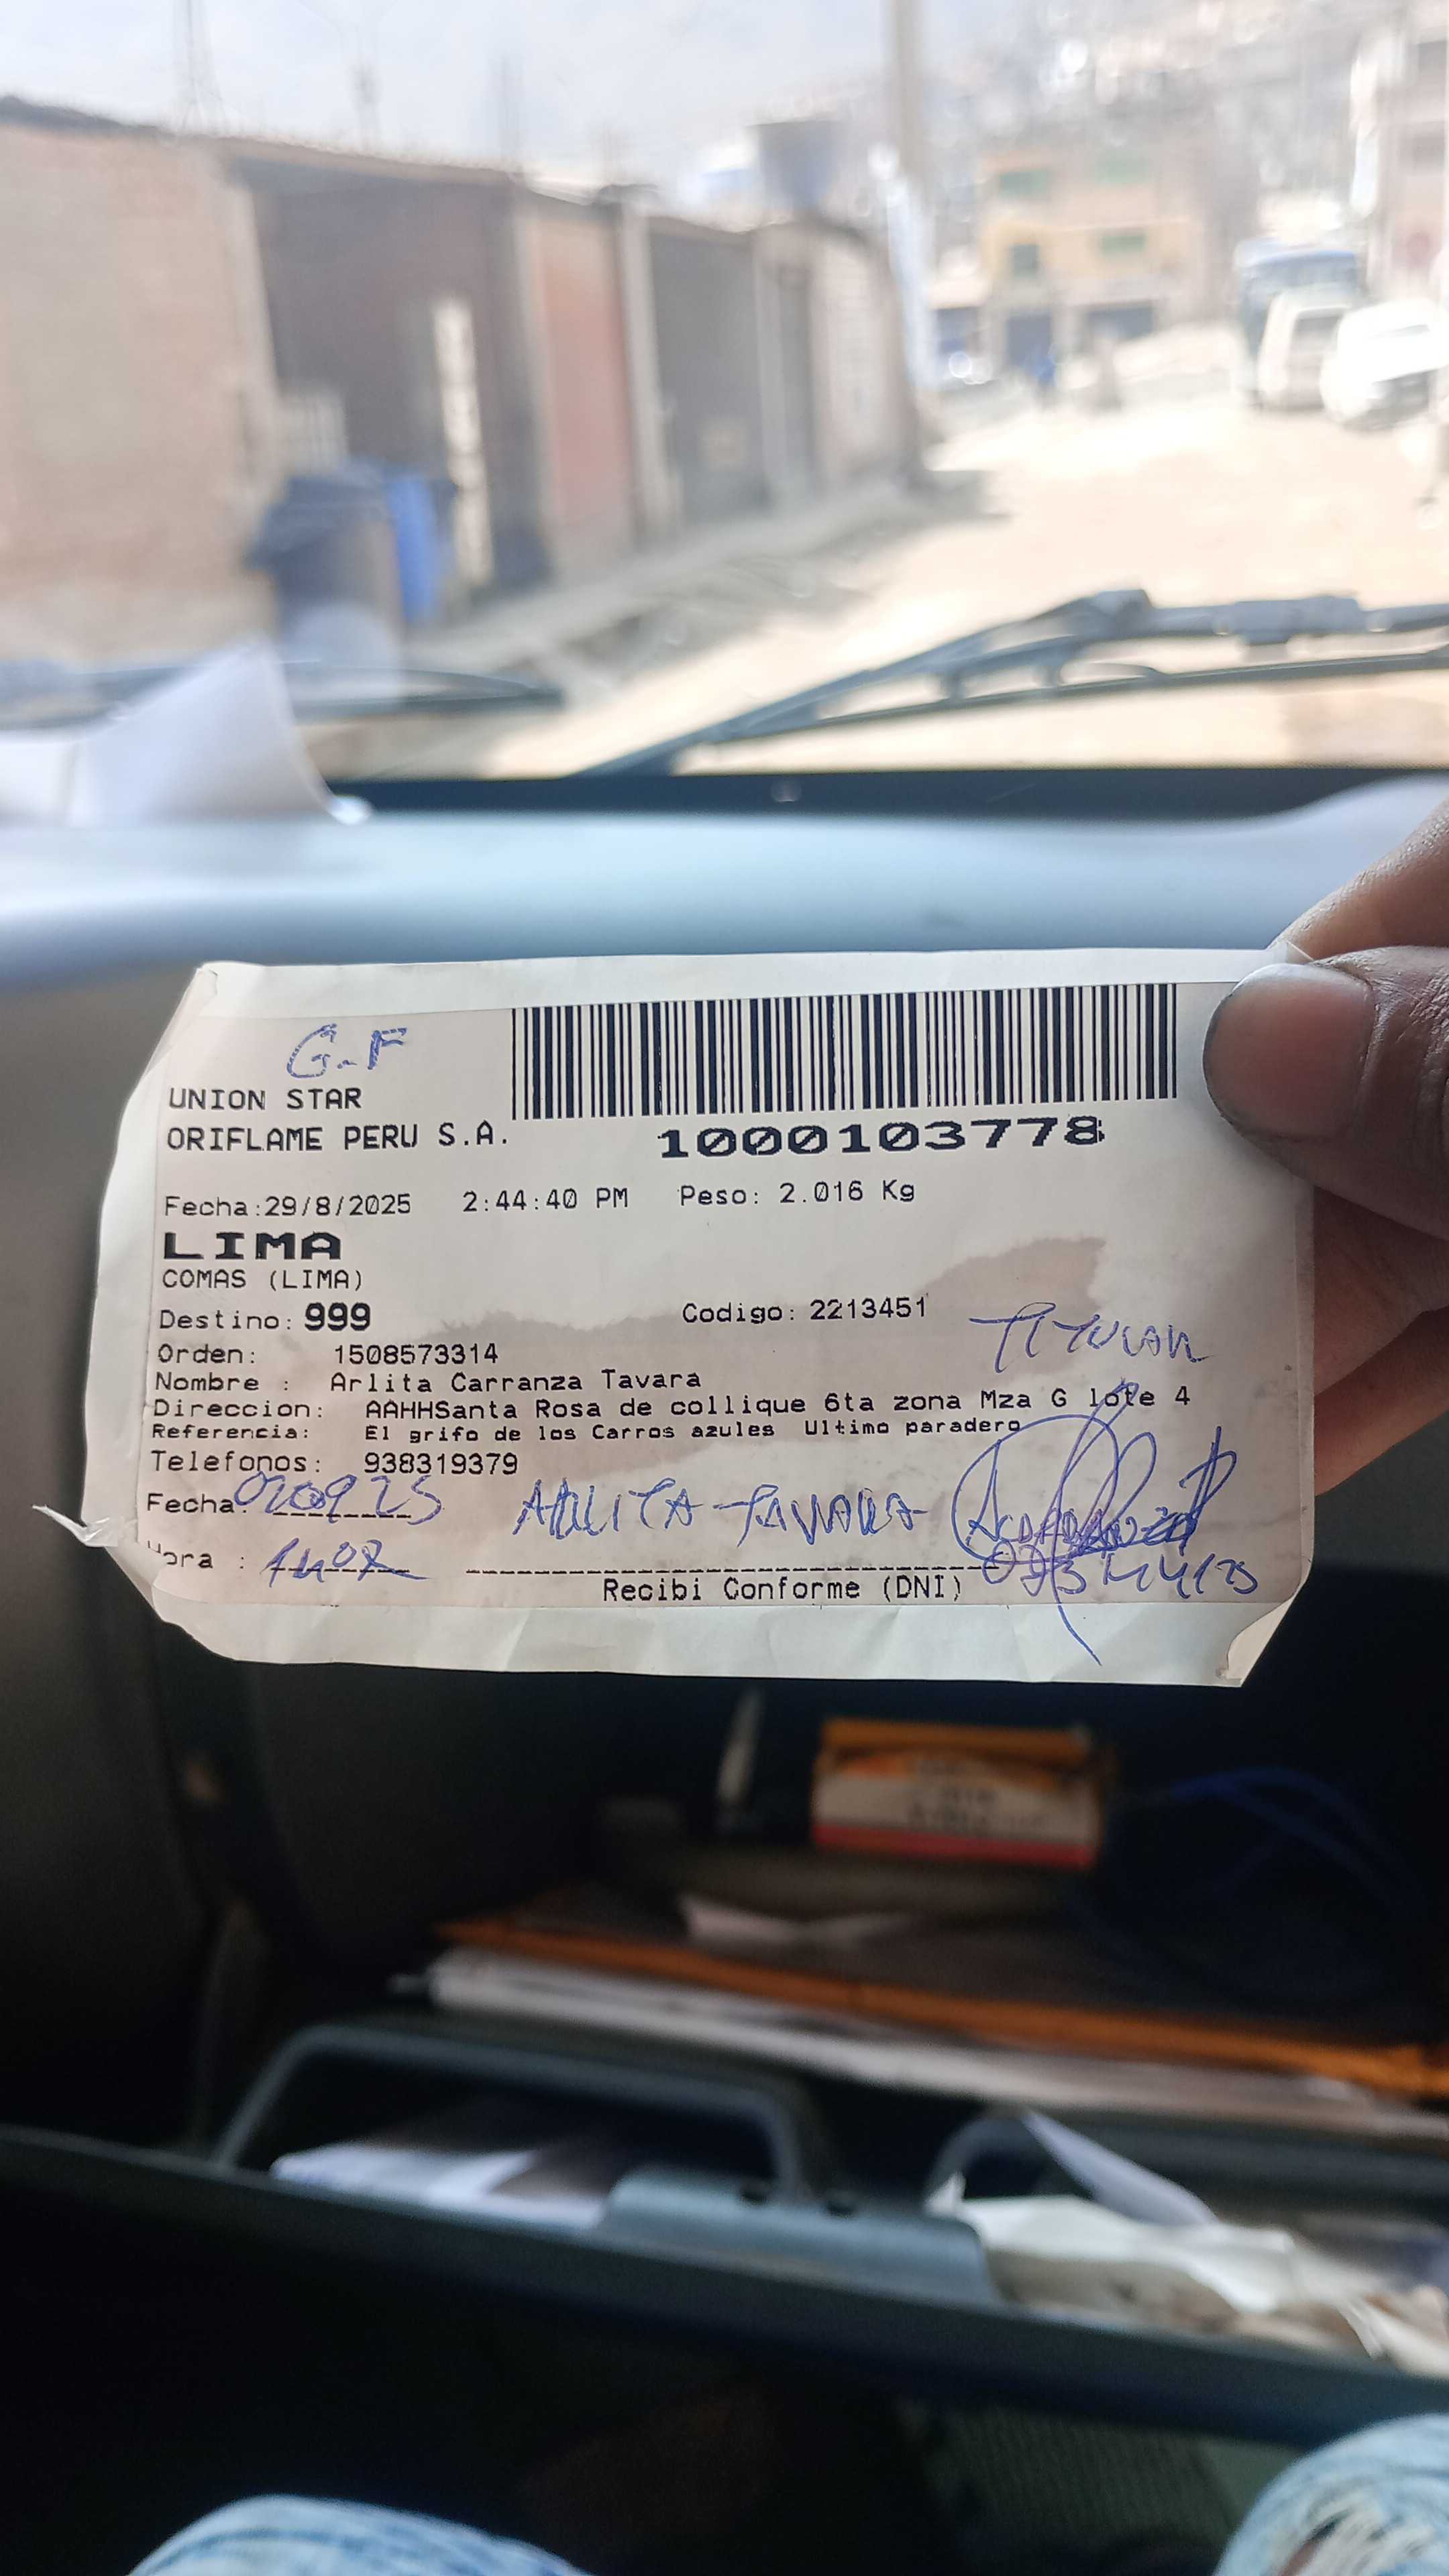 G.F
UNION STAR
ORIFLAME PERU S.A.
1000103778
Fecha:29/8/2025 2:44:40 PM Peso: 2.016 Kg
LIMA
COMAS (LIMA)
Destino: 999 Codigo: 2213451
TITULAR
Orden: 1508573314
Nombre : Arlita Carranza Tavara
Direccion: AAHHSanta Rosa de collique 6ta zona Mza G lote 4
Referencia: El grifo de los Carros azules Ultimo paradero
Telefonos: 938319379
Fecha: 020925 ARLITA TAVARA
Hora :
Recibi Conforme (DNI)